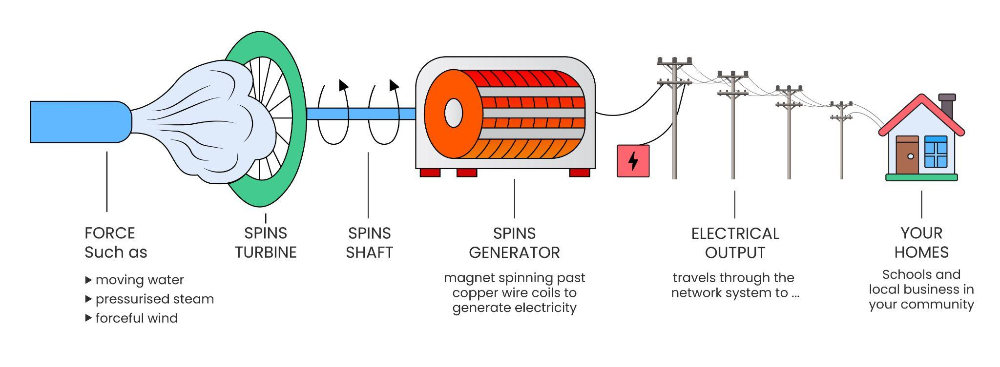 FORCE
Such as
▶ moving water
▶ pressurised steam
▶ forceful wind
SPINS
TURBINE
SPINS
SHAFT
SPINS
GENERATOR
magnet spinning past
copper wire coils to
generate electricity
ELECTRICAL
OUTPUT
travels through the
network system to ...
YOUR
HOMES
Schools and
local business in
your community